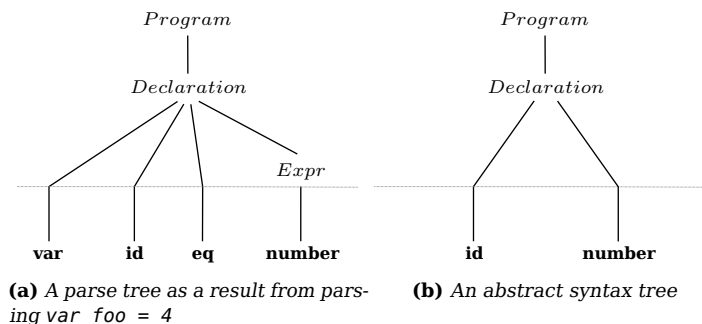 Program Program
Declaration Declaration
Expr
var id eq number id number
(a) A parse tree as a result from pars-
ing var foo = 4
(b) An abstract syntax tree